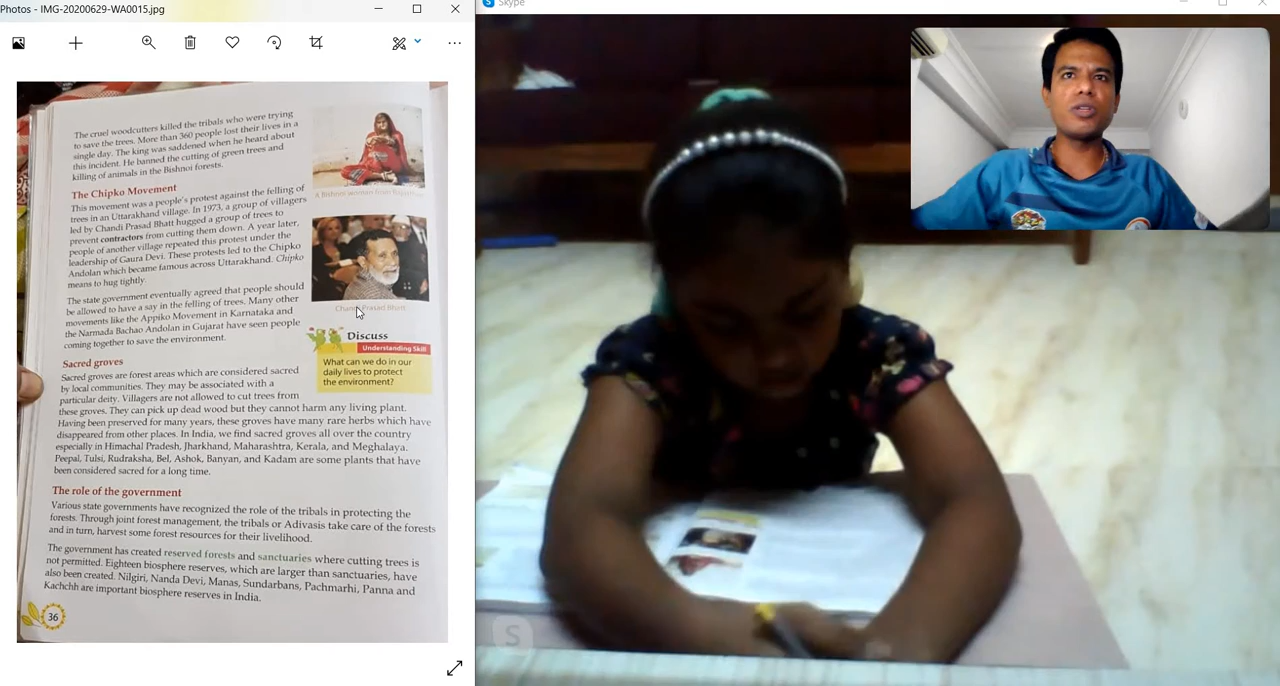 Photos - IMG-20200629-WA0015.jpg
Skype
The cruel woodcutters killed the tribals who were trying
to save the trees. More than 360 people lost their lives in a
single day. The king was saddened when he heard about
this incident. He banned the cutting of green trees and
killing of animals in the Bishnoi forests.
A Bishnoi woman from Rajasthan
The Chipko Movement
This movement was a people's protest against the felling of
trees in an Uttarakhand village. In 1973, a group of villagers
led by Chandi Prasad Bhatt hugged a group of trees to
prevent contractors from cutting them down. A year later,
people of another village repeated this protest under the
leadership of Gaura Devi. These protests led to the Chipko
Andolan which became famous across Uttarakhand. Chipko
means to hug tightly.
Chandi Prasad Bhatt
The state government eventually agreed that people should
be allowed to have a say in the felling of trees. Many other
movements like the Appiko Movement in Karnataka and
the Narmada Bachao Andolan in Gujarat have seen people
coming together to save the environment.
Discuss
Understanding Skill
What can we do in our
daily lives to protect
the environment?
Sacred groves
Sacred groves are forest areas which are considered sacred
by local communities. They may be associated with a
particular deity. Villagers are not allowed to cut trees from
these groves. They can pick up dead wood but they cannot harm any living plant.
Having been preserved for many years, these groves have many rare herbs which have
disappeared from other places. In India, we find sacred groves all over the country
especially in Himachal Pradesh, Jharkhand, Maharashtra, Kerala, and Meghalaya.
Peepal, Tulsi, Rudraksha, Bel, Ashok, Banyan, and Kadam are some plants that have
been considered sacred for a long time.
The role of the government
Various state governments have recognized the role of the tribals in protecting the
forests. Through joint forest management, the tribals or Adivasis take care of the forests
and in turn, harvest some forest resources for their livelihood.
The government has created reserved forests and sanctuaries where cutting trees is
not permitted. Eighteen biosphere reserves, which are larger than sanctuaries, have
also been created. Nilgiri, Nanda Devi, Manas, Sundarbans, Pachmarhi, Panna and
Kachchh are important biosphere reserves in India.
36